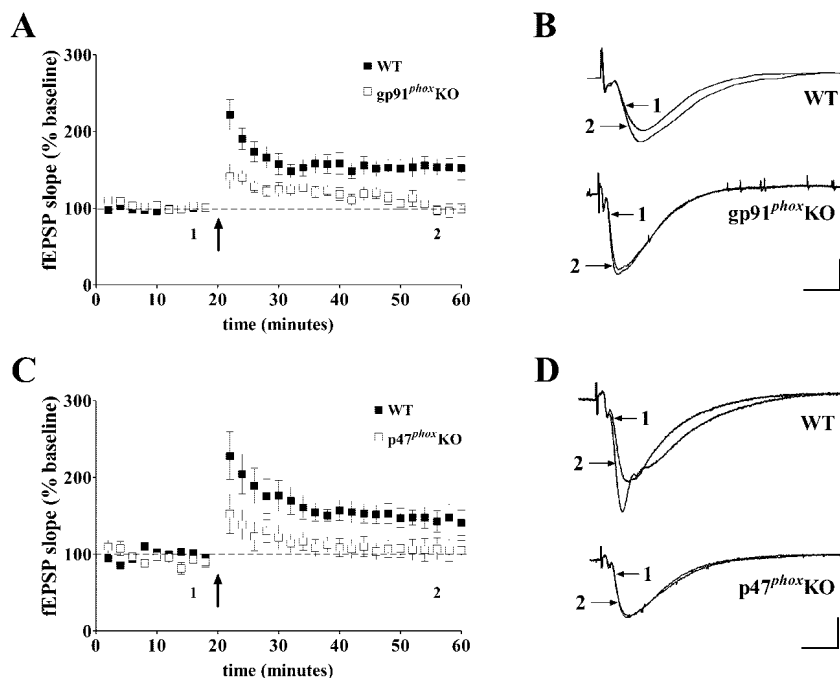 A
fEPSP slope (% baseline)
300
200
100
0
0
10
20
30
40
50
60
time (minutes)
WT
gp91phoxKO
1
2
B
1
2
WT
1
2
gp91phoxKO
C
fEPSP slope (% baseline)
300
200
100
0
0
10
20
30
40
50
60
time (minutes)
WT
p47phoxKO
1
2
D
1
2
WT
1
2
p47phoxKO